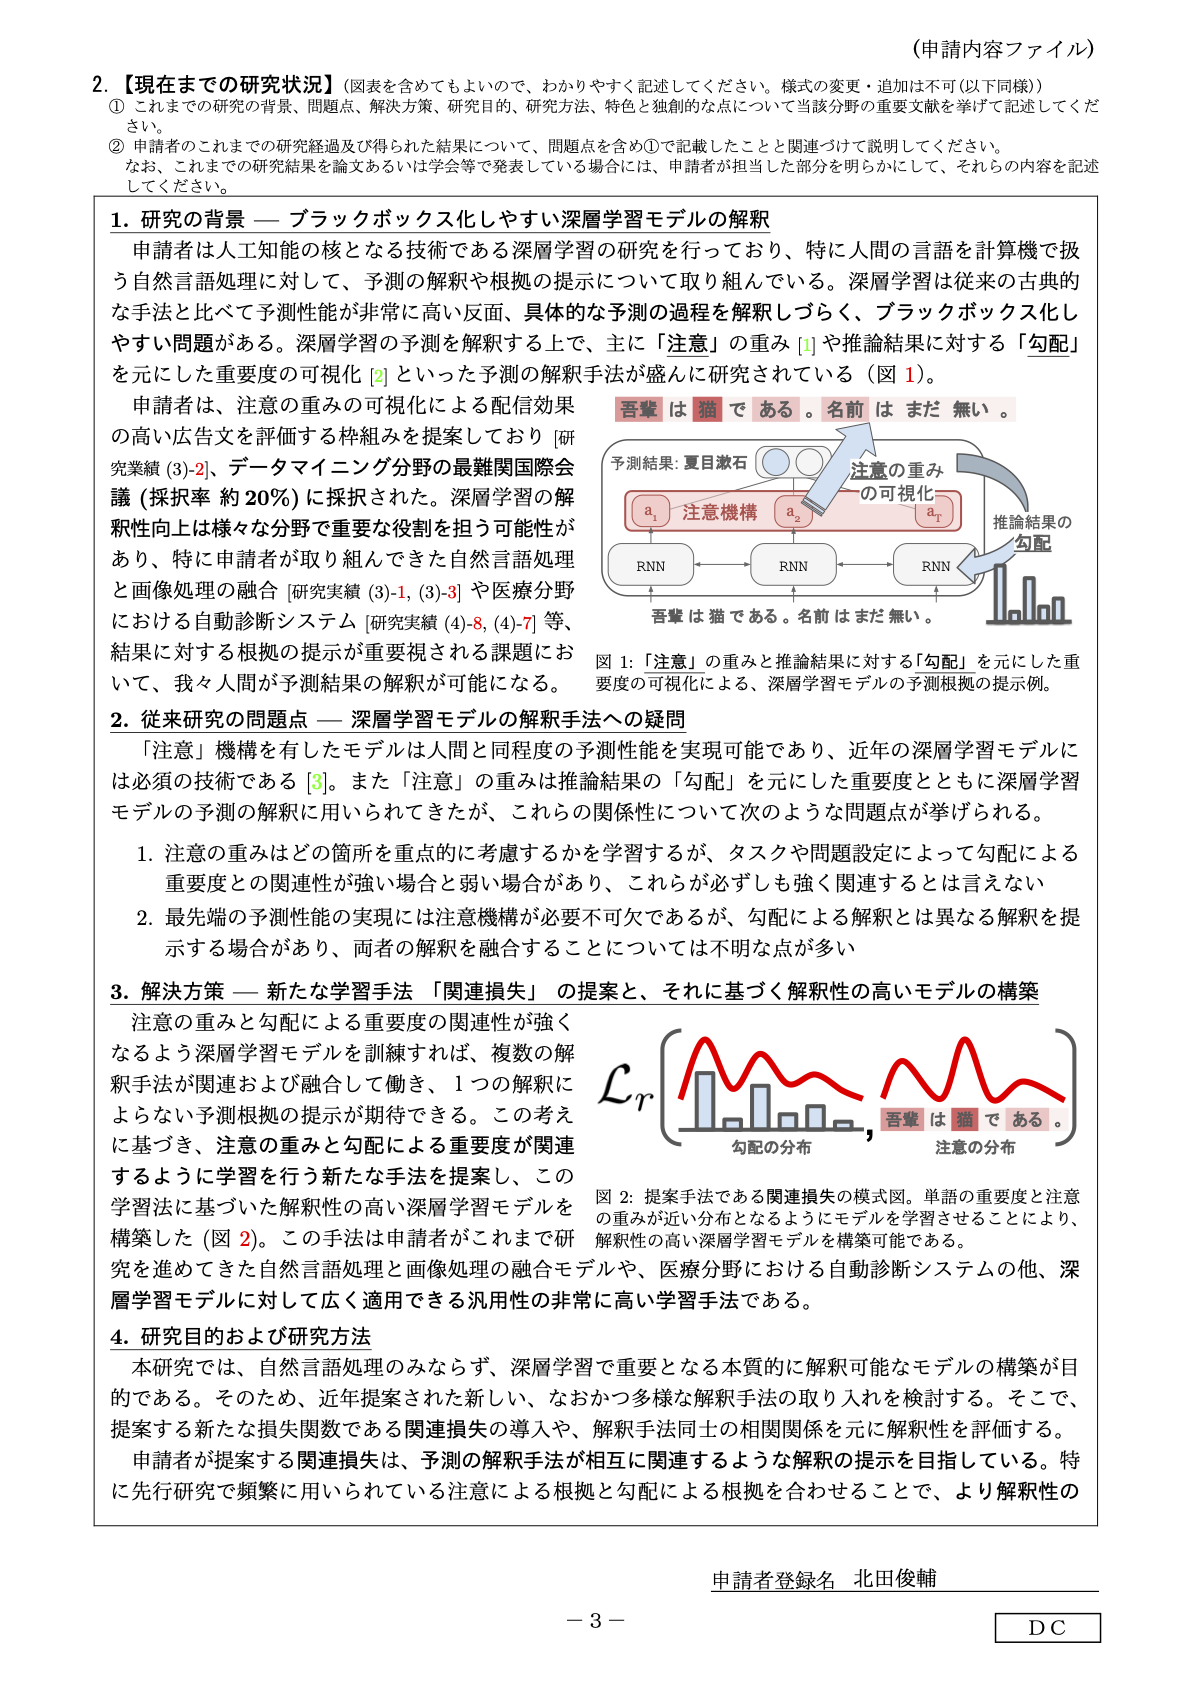 (申請内容ファイル)
2.【現在までの研究状況】(図表を含めてもよいので、わかりやすく記述してください。様式の変更・追加は不可(以下同様))
① これまでの研究の背景、問題点、解決方策、研究目的、研究方法、特色と独創的な点について当該分野の重要文献を挙げて記述してくだ
さい。
② 申請者のこれまでの研究経過及び得られた結果について、問題点を含め①で記載したことと関連づけて説明してください。
なお、これまでの研究結果を論文あるいは学会等で発表している場合には、申請者が担当した部分を明らかにして、それらの内容を記述
してください。
1. 研究の背景 — ブラックボックス化しやすい深層学習モデルの解釈
申請者は人工知能の核となる技術である深層学習の研究を行っており、特に人間の言語を計算機で扱
う自然言語処理に対して、予測の解釈や根拠の提示について取り組んでいる。深層学習は従来の古典的
な手法と比べて予測性能が非常に高い反面、具体的な予測の過程を解釈しづらく、ブラックボックス化し
やすい問題がある。深層学習の予測を解釈する上で、主に「注意」の重み [1] や推論結果に対する「勾配」
を元にした重要度の可視化 [2] といった予測の解釈手法が盛んに研究されている（図 1）。
申請者は、注意の重みの可視化による配信効果
の高い広告文を評価する枠組みを提案しており [研
究業績 (3)-2]、データマイニング分野の最難関国際会
議 (採択率 約 20%) に採択された。深層学習の解
釈性向上は様々な分野で重要な役割を担う可能性が
あり、特に申請者が取り組んできた自然言語処理
と画像処理の融合 [研究実績 (3)-1, (3)-3] や医療分野
における自動診断システム [研究実績 (4)-8, (4)-7] 等、
結果に対する根拠の提示が重要視される課題にお
いて、我々人間が予測結果の解釈が可能になる。
吾輩 は 猫 で ある 。 名前 は まだ 無い 。
予測結果: 夏目漱石
注意の重み
の可視化
a1 注意機構 a2 aT
推論結果の
勾配
RNN RNN RNN
吾輩 は 猫 で ある 。 名前 は まだ 無い 。
図 1:「注意」の重みと推論結果に対する「勾配」を元にした重
要度の可視化による、深層学習モデルの予測根拠の提示例。
2. 従来研究の問題点 — 深層学習モデルの解釈手法への疑問
「注意」機構を有したモデルは人間と同程度の予測性能を実現可能であり、近年の深層学習モデルに
は必須の技術である [3]。また「注意」の重みは推論結果の「勾配」を元にした重要度とともに深層学習
モデルの予測の解釈に用いられてきたが、これらの関係性について次のような問題点が挙げられる。
1. 注意の重みはどの箇所を重点的に考慮するかを学習するが、タスクや問題設定によって勾配による
重要度との関連性が強い場合と弱い場合があり、これらが必ずしも強く関連するとは言えない
2. 最先端の予測性能の実現には注意機構が必要不可欠であるが、勾配による解釈とは異なる解釈を提
示する場合があり、両者の解釈を融合することについては不明な点が多い
3. 解決方策 — 新たな学習手法 「関連損失」 の提案と、それに基づく解釈性の高いモデルの構築
注意の重みと勾配による重要度の関連性が強く
なるよう深層学習モデルを訓練すれば、複数の解
釈手法が関連および融合して働き、1 つの解釈に
よらない予測根拠の提示が期待できる。この考え
に基づき、注意の重みと勾配による重要度が関連
するように学習を行う新たな手法を提案し、この
学習法に基づいた解釈性の高い深層学習モデルを
構築した (図 2)。この手法は申請者がこれまで研
究を進めてきた自然言語処理と画像処理の融合モデルや、医療分野における自動診断システムの他、深
層学習モデルに対して広く適用できる汎用性の非常に高い学習手法である。
ℒr ,
吾輩 は 猫 で ある 。
勾配の分布 注意の分布
図 2: 提案手法である関連損失の模式図。単語の重要度と注意
の重みが近い分布となるようにモデルを学習させることにより、
解釈性の高い深層学習モデルを構築可能である。
4. 研究目的および研究方法
本研究では、自然言語処理のみならず、深層学習で重要となる本質的に解釈可能なモデルの構築が目
的である。そのため、近年提案された新しい、なおかつ多様な解釈手法の取り入れを検討する。そこで、
提案する新たな損失関数である関連損失の導入や、解釈手法同士の相関関係を元に解釈性を評価する。
申請者が提案する関連損失は、予測の解釈手法が相互に関連するような解釈の提示を目指している。特
に先行研究で頻繁に用いられている注意による根拠と勾配による根拠を合わせることで、より解釈性の
申請者登録名 北田俊輔
－ 3 －
DC